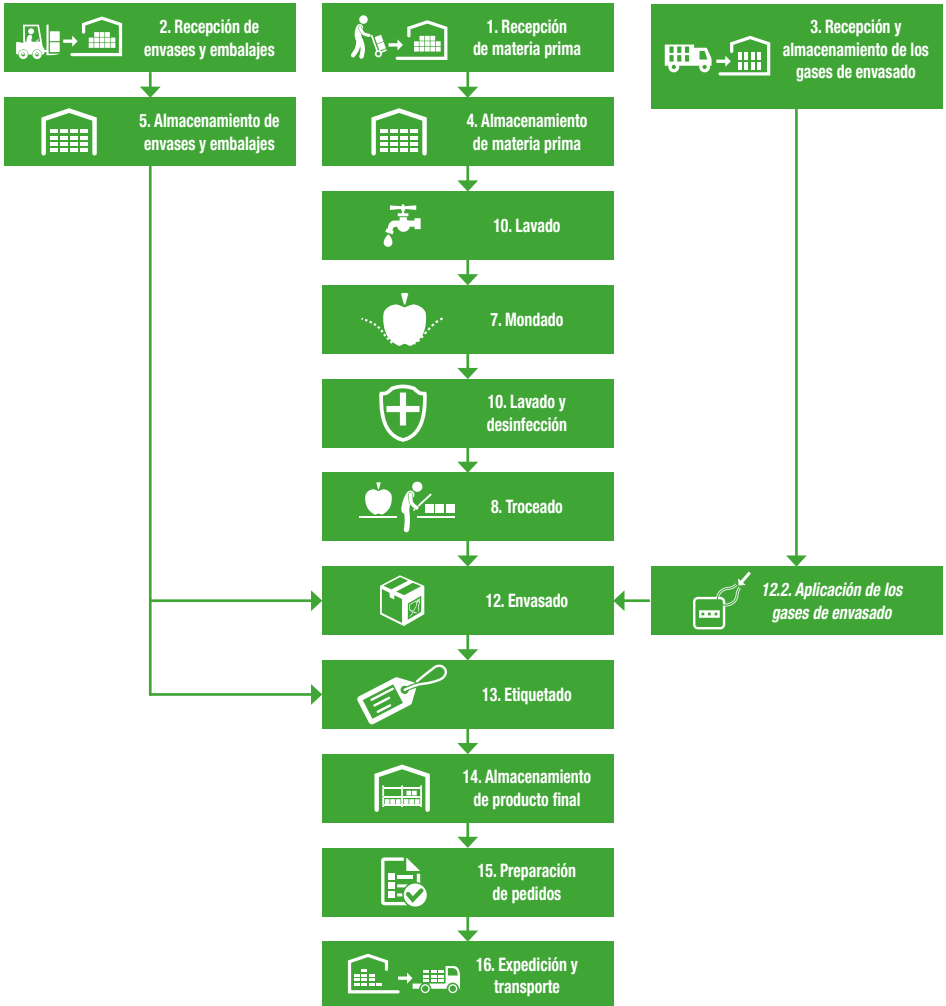 2. Recepción de
envases y embalajes
1. Recepción
de materia prima
3. Recepción y
almacenamiento de los
gases de envasado
5. Almacenamiento de
envases y embalajes
4. Almacenamiento
de materia prima
10. Lavado
7. Mondado
10. Lavado y
desinfección
8. Troceado
12. Envasado
12.2. Aplicación de los
gases de envasado
13. Etiquetado
14. Almacenamiento
de producto final
15. Preparación
de pedidos
16. Expedición y
transporte